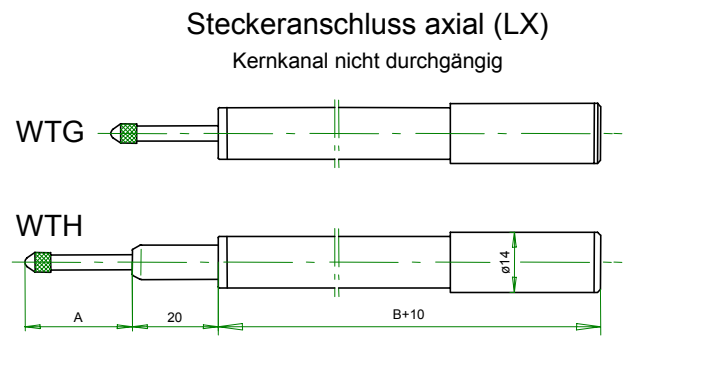 Steckeranschluss axial (LX)
Kernkanal nicht durchgängig
WTG
WTH
ø14
A
20
B+10